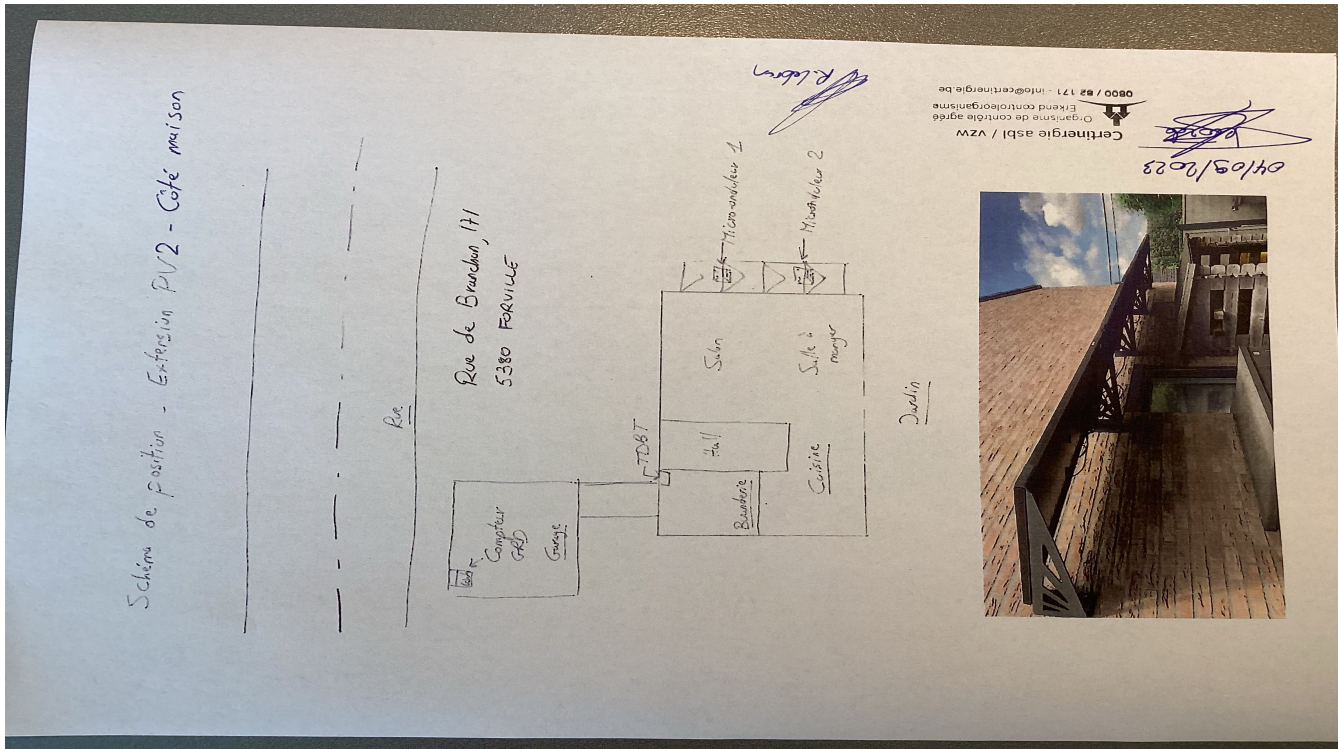 Schéma de position - Extension PV2 - Côté maison
Rue
Rue de Branchon, 171
5380 FORVILLE
kWh
Compteur
GRD
Garage
TDBT
Hall
Salon
Micro-onduleur 1
Buanderie
Cuisine
Salle à
manger
Micro-onduleur 2
Jardin
R. Lebrun
04/09/2023
Certinergie asbl / vzw
Organisme de contrôle agréé
Erkend controleorganisme
0800 / 82 171 - info@certinergie.be